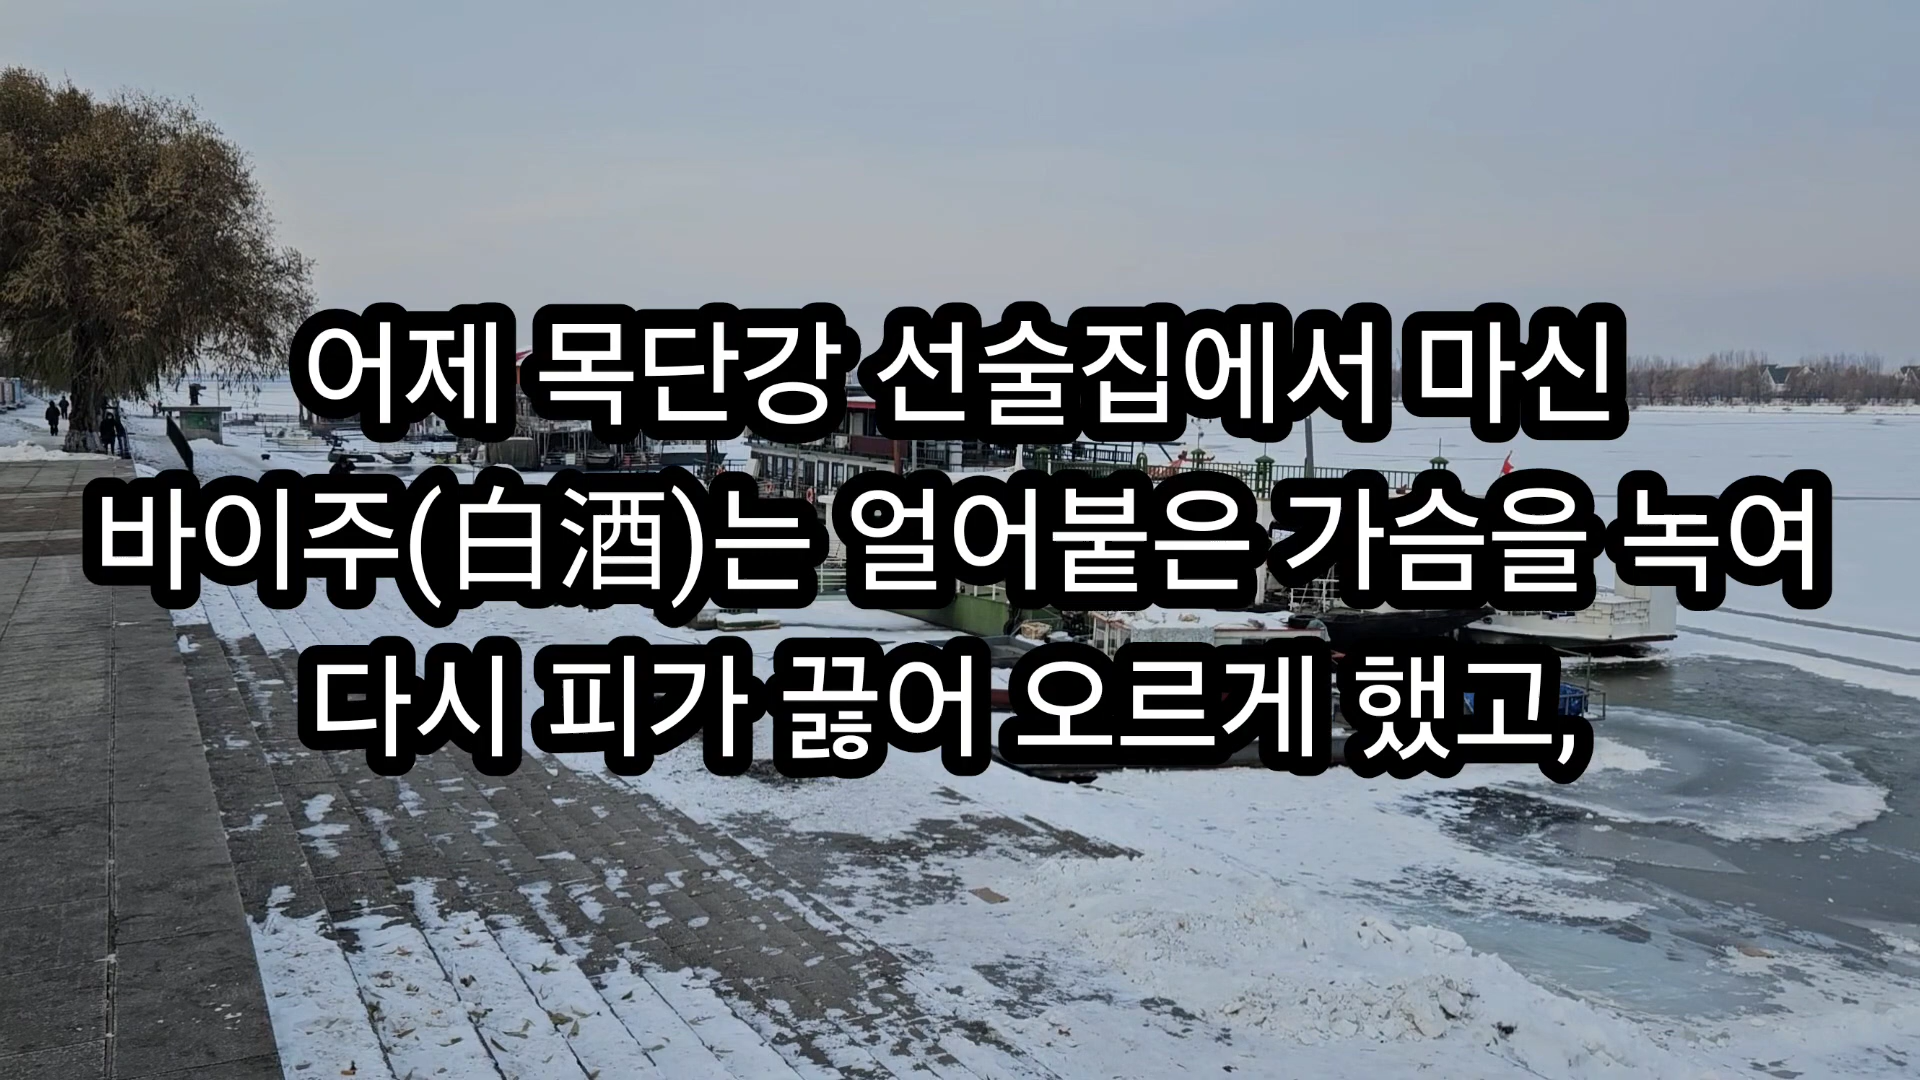 어제 목단강 선술집에서 마신
바이주(白酒)는 얼어붙은 가슴을 녹여
다시 피가 끓어 오르게 했고,